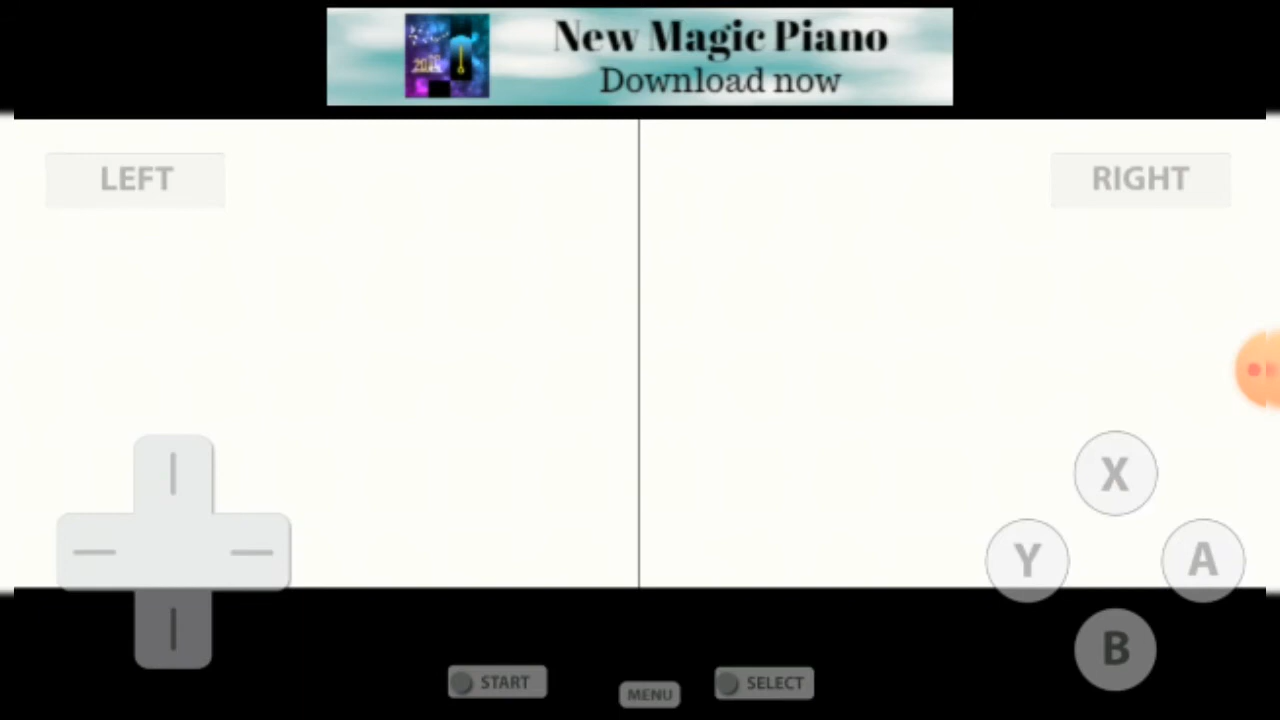 New Magic Piano
Download now
LEFT
RIGHT
X
Y
A
B
START
SELECT
MENU